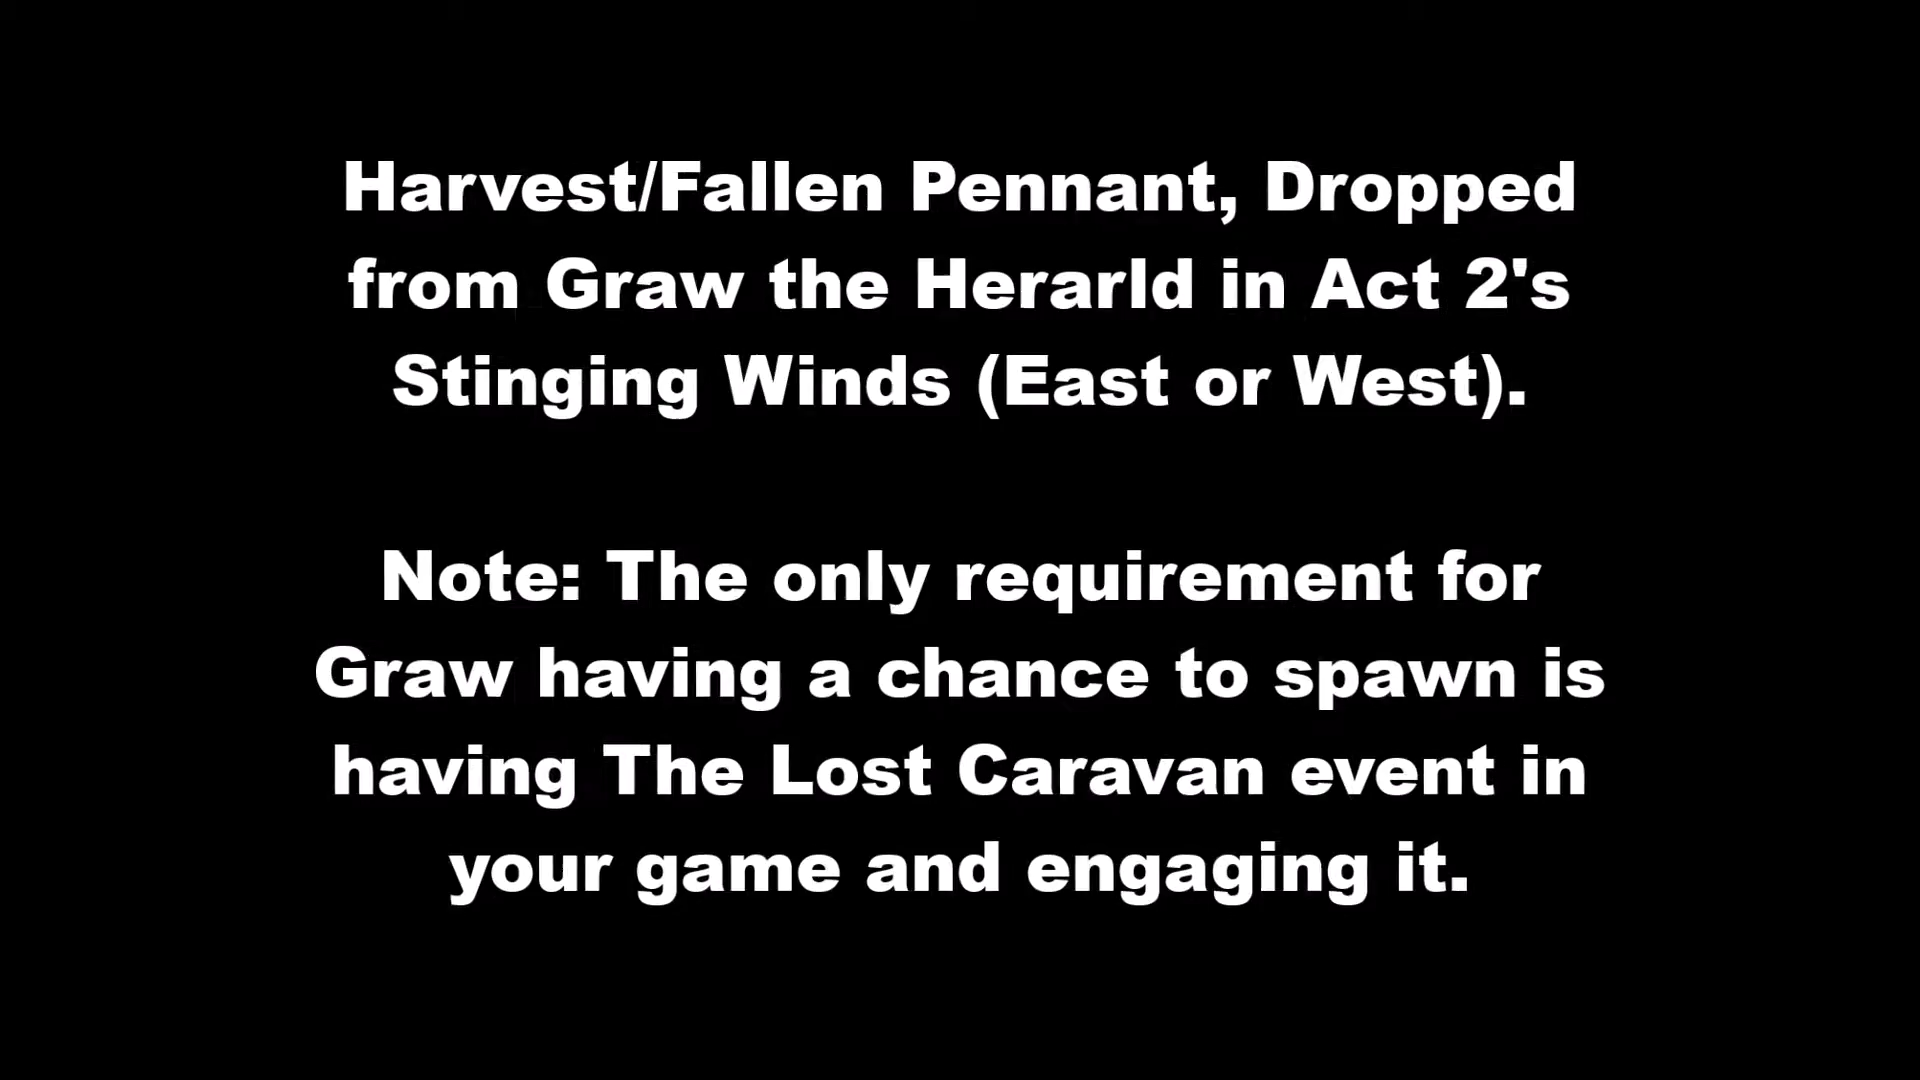 Harvest/Fallen Pennant, Dropped
from Graw the Herarld in Act 2's
Stinging Winds (East or West).
Note: The only requirement for
Graw having a chance to spawn is
having The Lost Caravan event in
your game and engaging it.